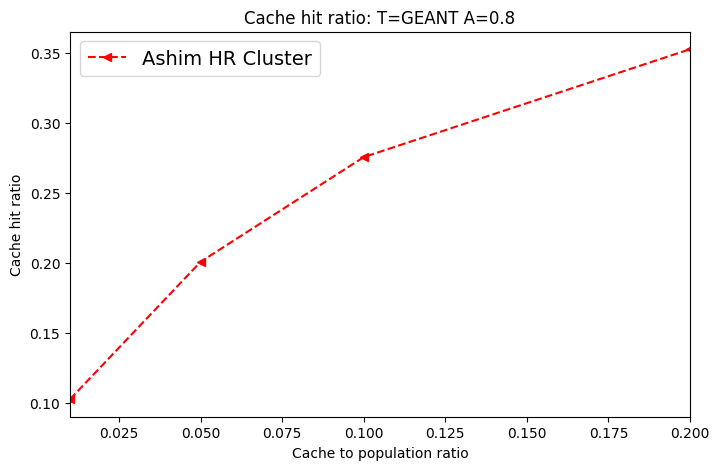 Cache hit ratio: T=GEANT A=0.8
Ashim HR Cluster
0.35
0.30
0.25
0.20
0.15
0.10
Cache hit ratio
0.025 0.050 0.075 0.100 0.125 0.150 0.175 0.200
Cache to population ratio